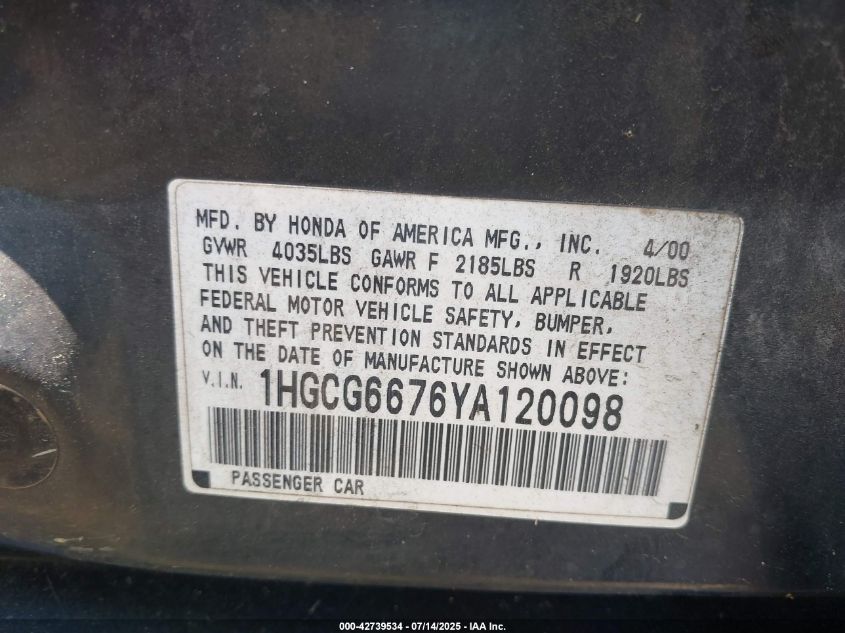 MFD. BY HONDA OF AMERICA MFG., INC. 4/00
GVWR 4035LBS GAWR F 2185LBS R 1920LBS
THIS VEHICLE CONFORMS TO ALL APPLICABLE
FEDERAL MOTOR VEHICLE SAFETY, BUMPER,
AND THEFT PREVENTION STANDARDS IN EFFECT
ON THE DATE OF MANUFACTURE SHOWN ABOVE:
V.I.N. 1HGCG6676YA120098
PASSENGER CAR
000-42739534 - 07/14/2025 - IAA Inc.